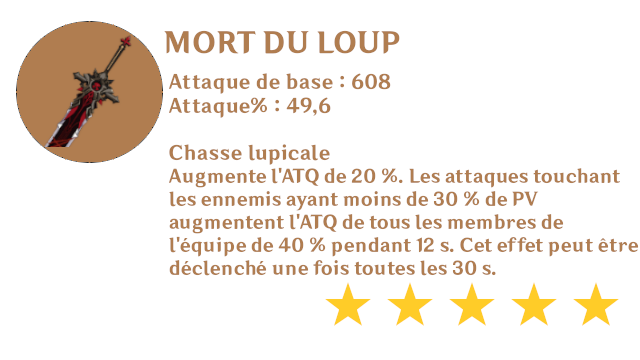 MORT DU LOUP
Attaque de base : 608
Attaque% : 49,6
Chasse lupicale
Augmente l'ATQ de 20 %. Les attaques touchant
les ennemis ayant moins de 30 % de PV
augmentent l'ATQ de tous les membres de
l'équipe de 40 % pendant 12 s. Cet effet peut être
déclenché une fois toutes les 30 s.